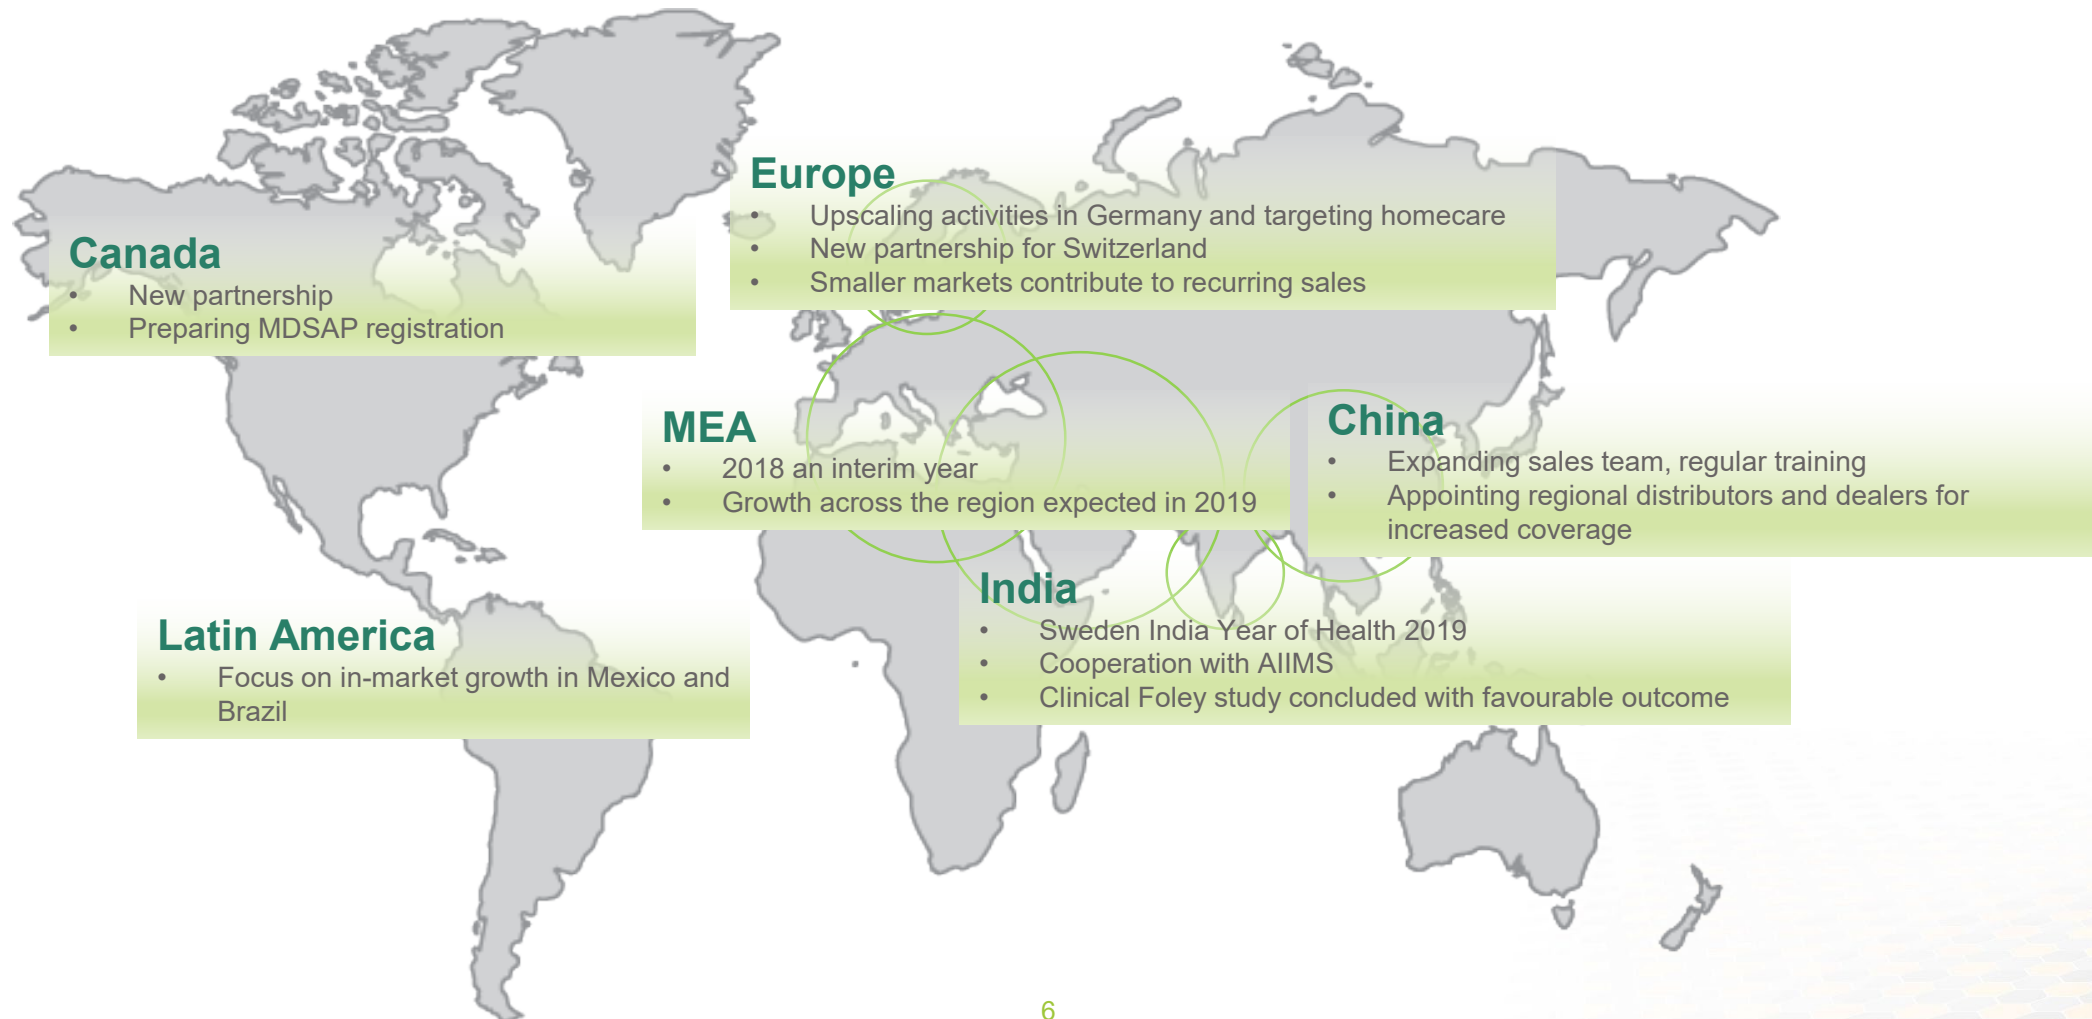 Europe
• Upscaling activities in Germany and targeting homecare
• New partnership for Switzerland
• Smaller markets contribute to recurring sales
Canada
• New partnership
• Preparing MDSAP registration
MEA
• 2018 an interim year
• Growth across the region expected in 2019
China
• Expanding sales team, regular training
• Appointing regional distributors and dealers for
increased coverage
India
• Sweden India Year of Health 2019
• Cooperation with AIIMS
• Clinical Foley study concluded with favourable outcome
Latin America
• Focus on in-market growth in Mexico and
Brazil
6